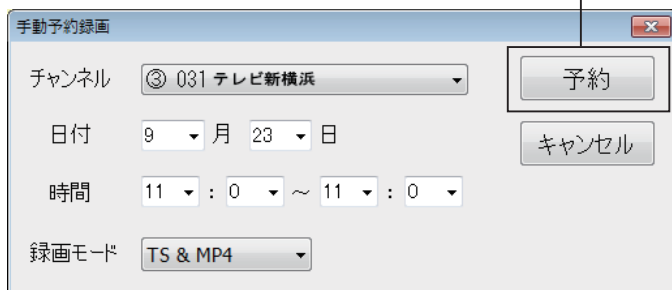 手動予約録画
チャンネル ③ 031 テレビ新横浜 予約
日付 9 月 23 日 キャンセル
時間 11 : 0 ～ 11 : 0
録画モード TS & MP4